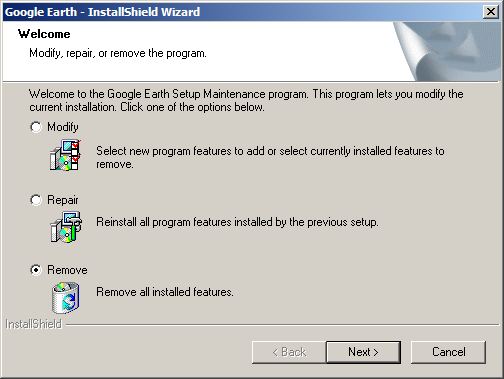 Google Earth - InstallShield Wizard
Welcome
Modify, repair, or remove the program.
Welcome to the Google Earth Setup Maintenance program. This program lets you modify the
current installation. Click one of the options below.
Modify
Select new program features to add or select currently installed features to
remove.
Repair
Reinstall all program features installed by the previous setup.
Remove
Remove all installed features.
InstallShield
< Back
Next >
Cancel